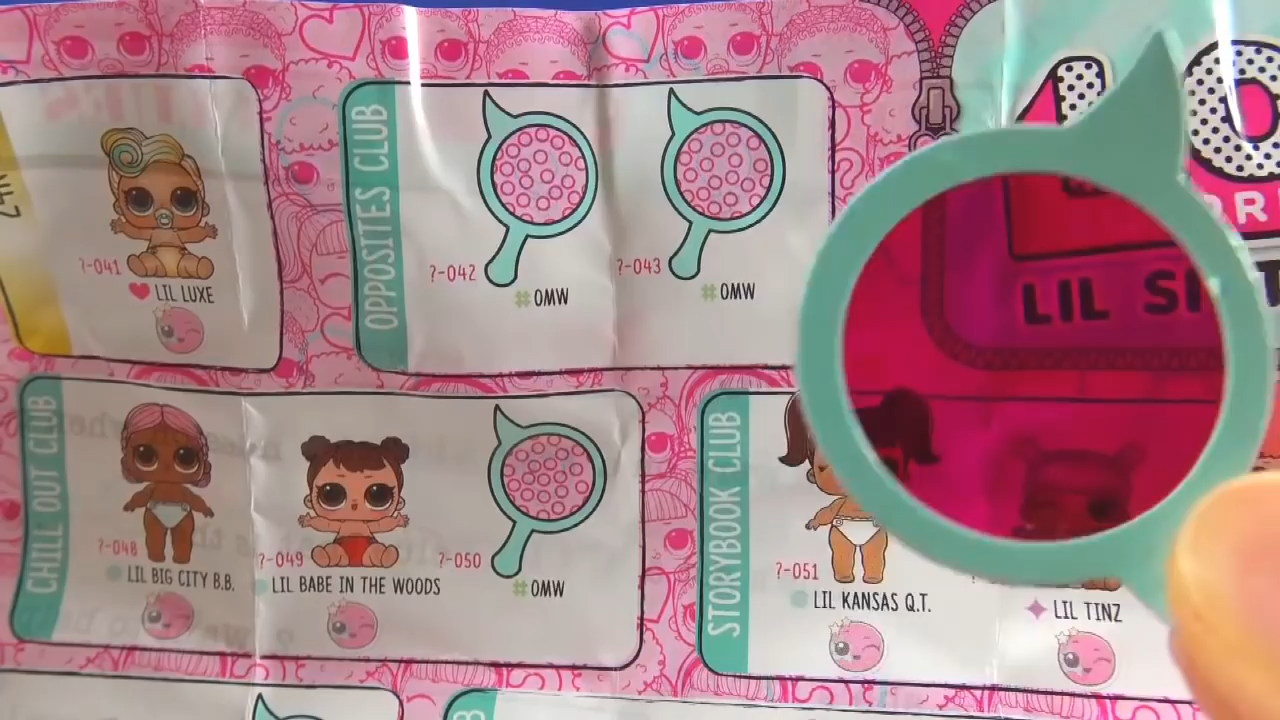 OPPOSITES CLUB
?-041
LIL LUXE
?-042
#OMW
?-043
#OMW
LIL
CHILL OUT CLUB
?-048
LIL BIG CITY B.B.
?-049
LIL BABE IN THE WOODS
?-050
#OMW
STORYBOOK CLUB
?-051
LIL KANSAS Q.T.
LIL TINZ